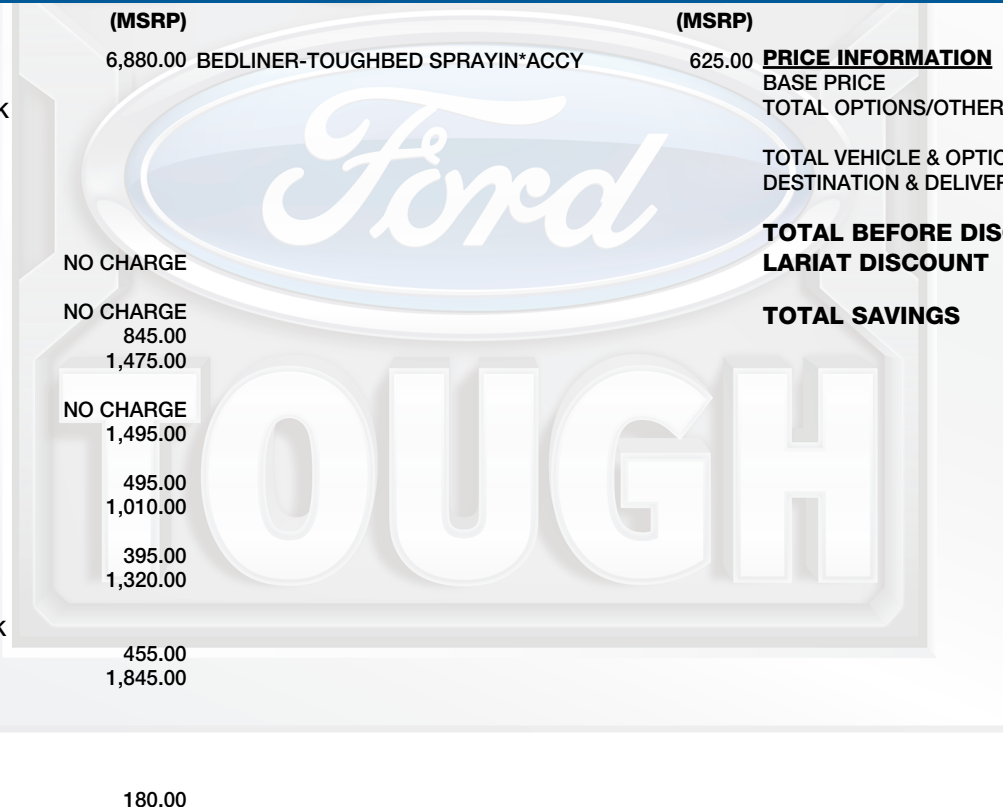 (MSRP) (MSRP)
6,880.00 BEDLINER-TOUGHBED SPRAYIN*ACCY 625.00 PRICE INFORMATION
BASE PRICE
K TOTAL OPTIONS/OTHER
TOTAL VEHICLE & OPTIO
DESTINATION & DELIVER
Ford
TOTAL BEFORE DISC
NO CHARGE LARIAT DISCOUNT
NO CHARGE TOTAL SAVINGS
845.00
1,475.00
NO CHARGE
1,495.00
TOUGH
495.00
1,010.00
395.00
1,320.00
K
455.00
1,845.00
180.00